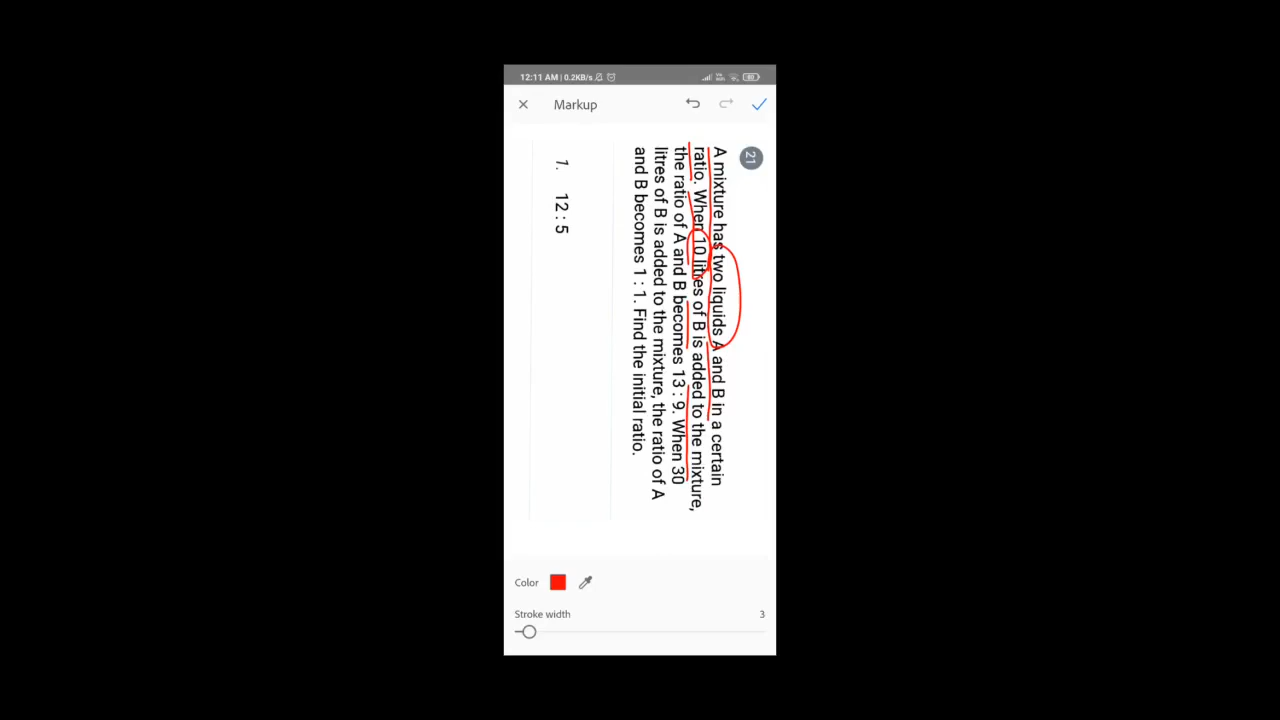 12:11 AM | 0.2KB/s
80
Markup
21
A mixture has two liquids A and B in a certain
ratio. When 10 litres of B is added to the mixture,
the ratio of A and B becomes 13 : 9. When 30
litres of B is added to the mixture, the ratio of A
and B becomes 1 : 1. Find the initial ratio.
1. 12 : 5
Color
Stroke width 3